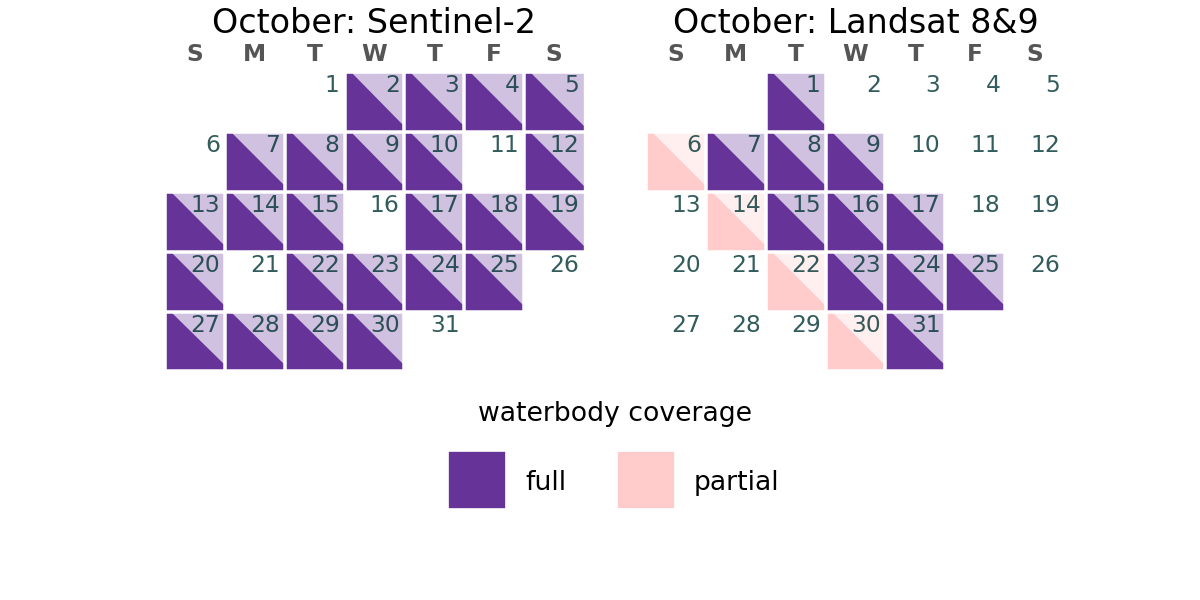 October: Sentinel-2
S M T W T F S
1 2 3 4 5
6 7 8 9 10 11 12
13 14 15 16 17 18 19
20 21 22 23 24 25 26
27 28 29 30 31
October: Landsat 8&9
S M T W T F S
1 2 3 4 5
6 7 8 9 10 11 12
13 14 15 16 17 18 19
20 21 22 23 24 25 26
27 28 29 30 31
waterbody coverage
full partial